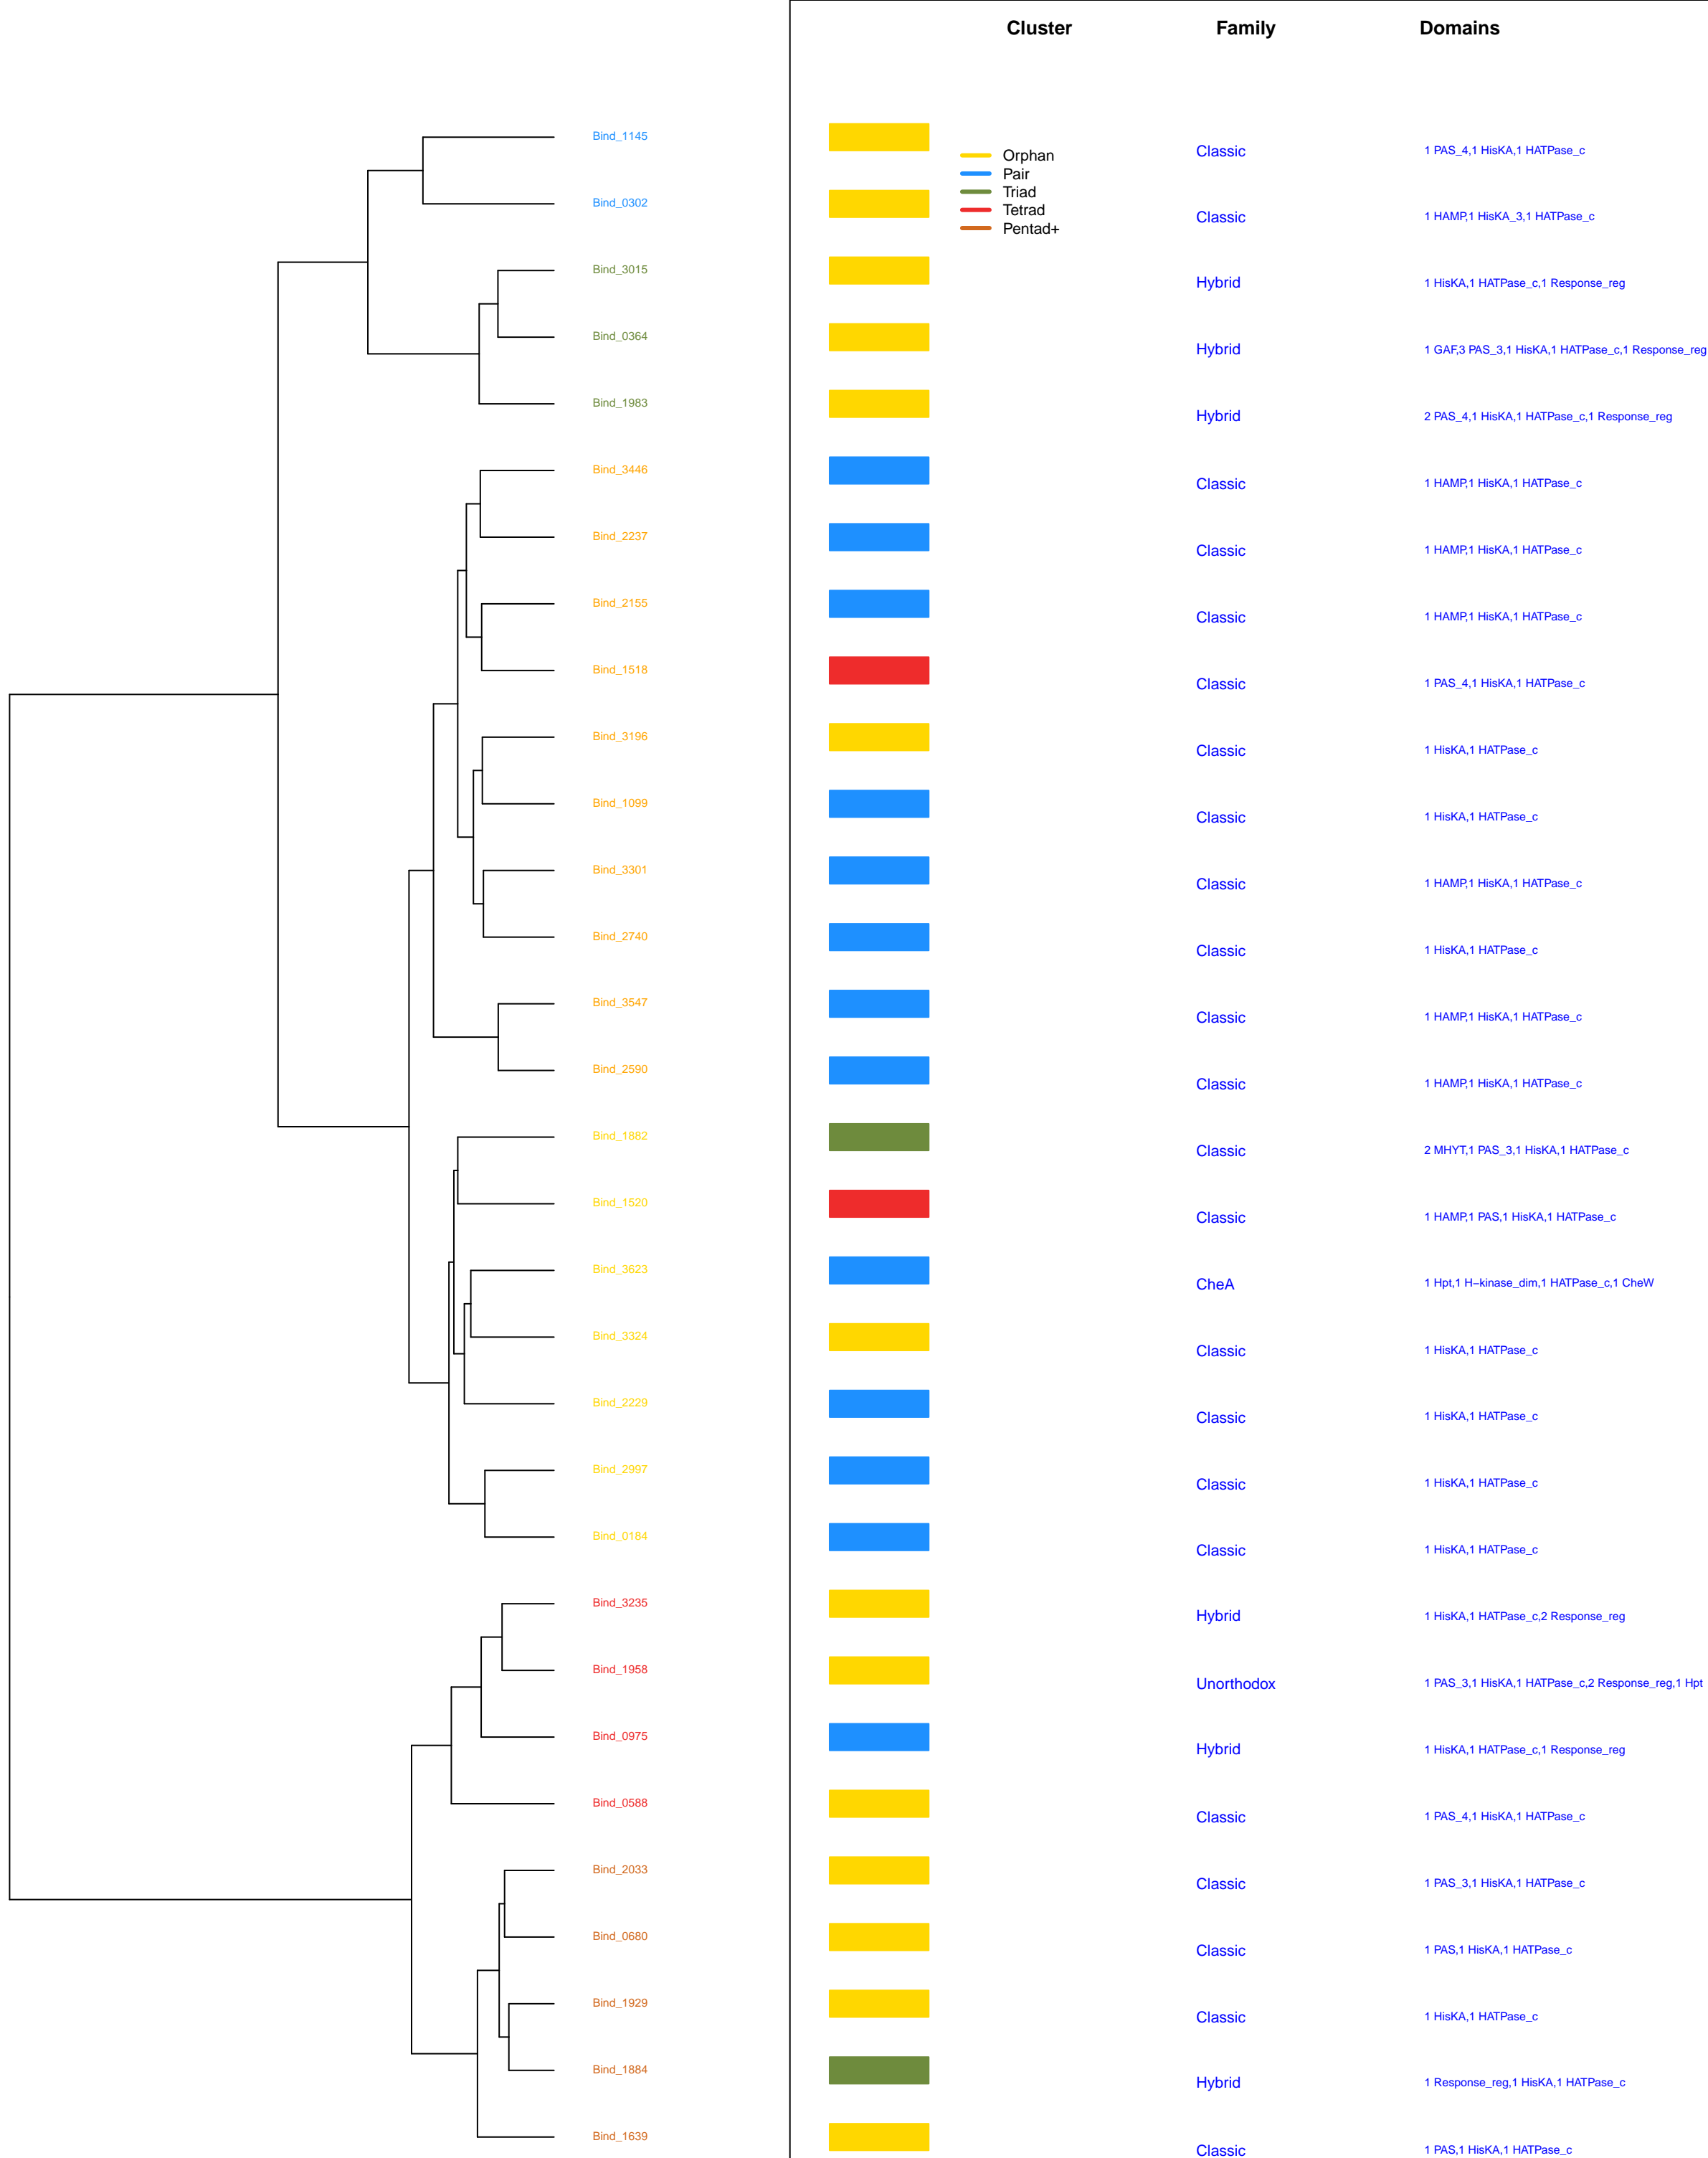 Cluster Family Domains
Bind_1145 Classic 1 PAS_4,1 HisKA,1 HATPase_c
Orphan
Pair
Triad
Tetrad
Pentad+
Bind_0302 Classic 1 HAMP,1 HisKA_3,1 HATPase_c
Bind_3015 Hybrid 1 HisKA,1 HATPase_c,1 Response_reg
Bind_0364 Hybrid 1 GAF,3 PAS_3,1 HisKA,1 HATPase_c,1 Response_reg
Bind_1983 Hybrid 2 PAS_4,1 HisKA,1 HATPase_c,1 Response_reg
Bind_3446 Classic 1 HAMP,1 HisKA,1 HATPase_c
Bind_2237 Classic 1 HAMP,1 HisKA,1 HATPase_c
Bind_2155 Classic 1 HAMP,1 HisKA,1 HATPase_c
Bind_1518 Classic 1 PAS_4,1 HisKA,1 HATPase_c
Bind_3196 Classic 1 HisKA,1 HATPase_c
Bind_1099 Classic 1 HisKA,1 HATPase_c
Bind_3301 Classic 1 HAMP,1 HisKA,1 HATPase_c
Bind_2740 Classic 1 HisKA,1 HATPase_c
Bind_3547 Classic 1 HAMP,1 HisKA,1 HATPase_c
Bind_2590 Classic 1 HAMP,1 HisKA,1 HATPase_c
Bind_1882 Classic 2 MHYT,1 PAS_3,1 HisKA,1 HATPase_c
Bind_1520 Classic 1 HAMP,1 PAS,1 HisKA,1 HATPase_c
Bind_3623 CheA 1 Hpt,1 H−kinase_dim,1 HATPase_c,1 CheW
Bind_3324 Classic 1 HisKA,1 HATPase_c
Bind_2229 Classic 1 HisKA,1 HATPase_c
Bind_2997 Classic 1 HisKA,1 HATPase_c
Bind_0184 Classic 1 HisKA,1 HATPase_c
Bind_3235 Hybrid 1 HisKA,1 HATPase_c,2 Response_reg
Bind_1958 Unorthodox 1 PAS_3,1 HisKA,1 HATPase_c,2 Response_reg,1 Hpt
Bind_0975 Hybrid 1 HisKA,1 HATPase_c,1 Response_reg
Bind_0588 Classic 1 PAS_4,1 HisKA,1 HATPase_c
Bind_2033 Classic 1 PAS_3,1 HisKA,1 HATPase_c
Bind_0680 Classic 1 PAS,1 HisKA,1 HATPase_c
Bind_1929 Classic 1 HisKA,1 HATPase_c
Bind_1884 Hybrid 1 Response_reg,1 HisKA,1 HATPase_c
Bind_1639 Classic 1 PAS,1 HisKA,1 HATPase_c